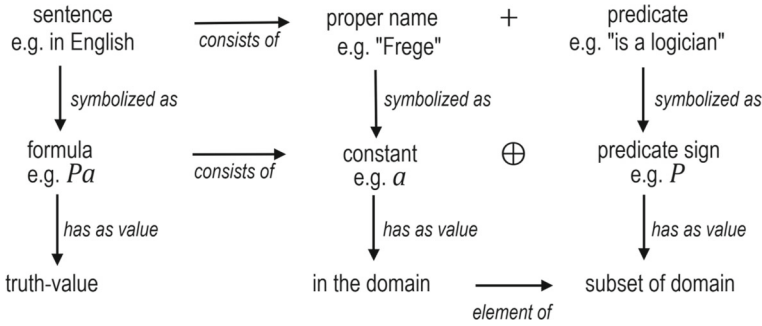 sentence
e.g. in English
consists of
proper name
e.g. "Frege"
+
predicate
e.g. "is a logician"
symbolized as
symbolized as
symbolized as
formula
e.g. Pa
consists of
constant
e.g. a
⊕
predicate sign
e.g. P
has as value
has as value
has as value
truth-value
in the domain
element of
subset of domain